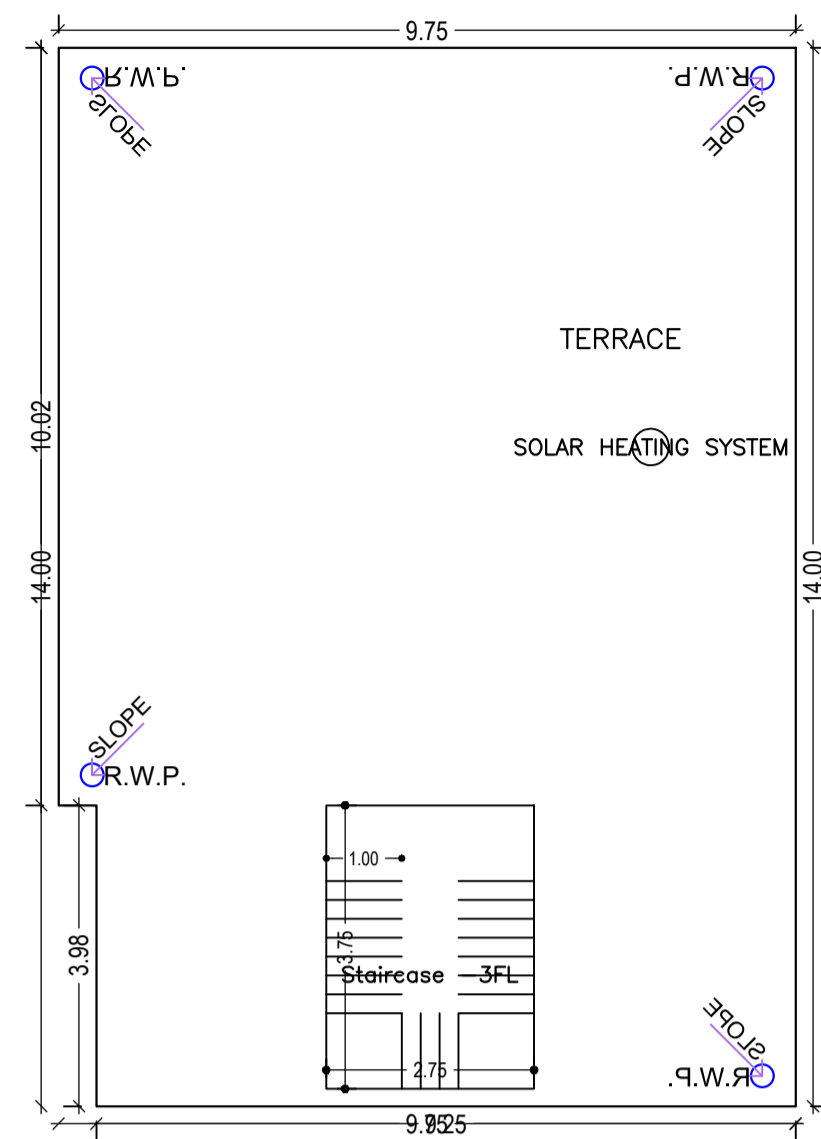 9.75
R.W.P.
R.W.P.
SLOPE
SLOPE
TERRACE
10.02
SOLAR HEATING SYSTEM
14.00
14.00
SLOPE
R.W.P.
1.00
3.98
3.75
Staircase -3FL
SLOPE
2.75
R.W.P.